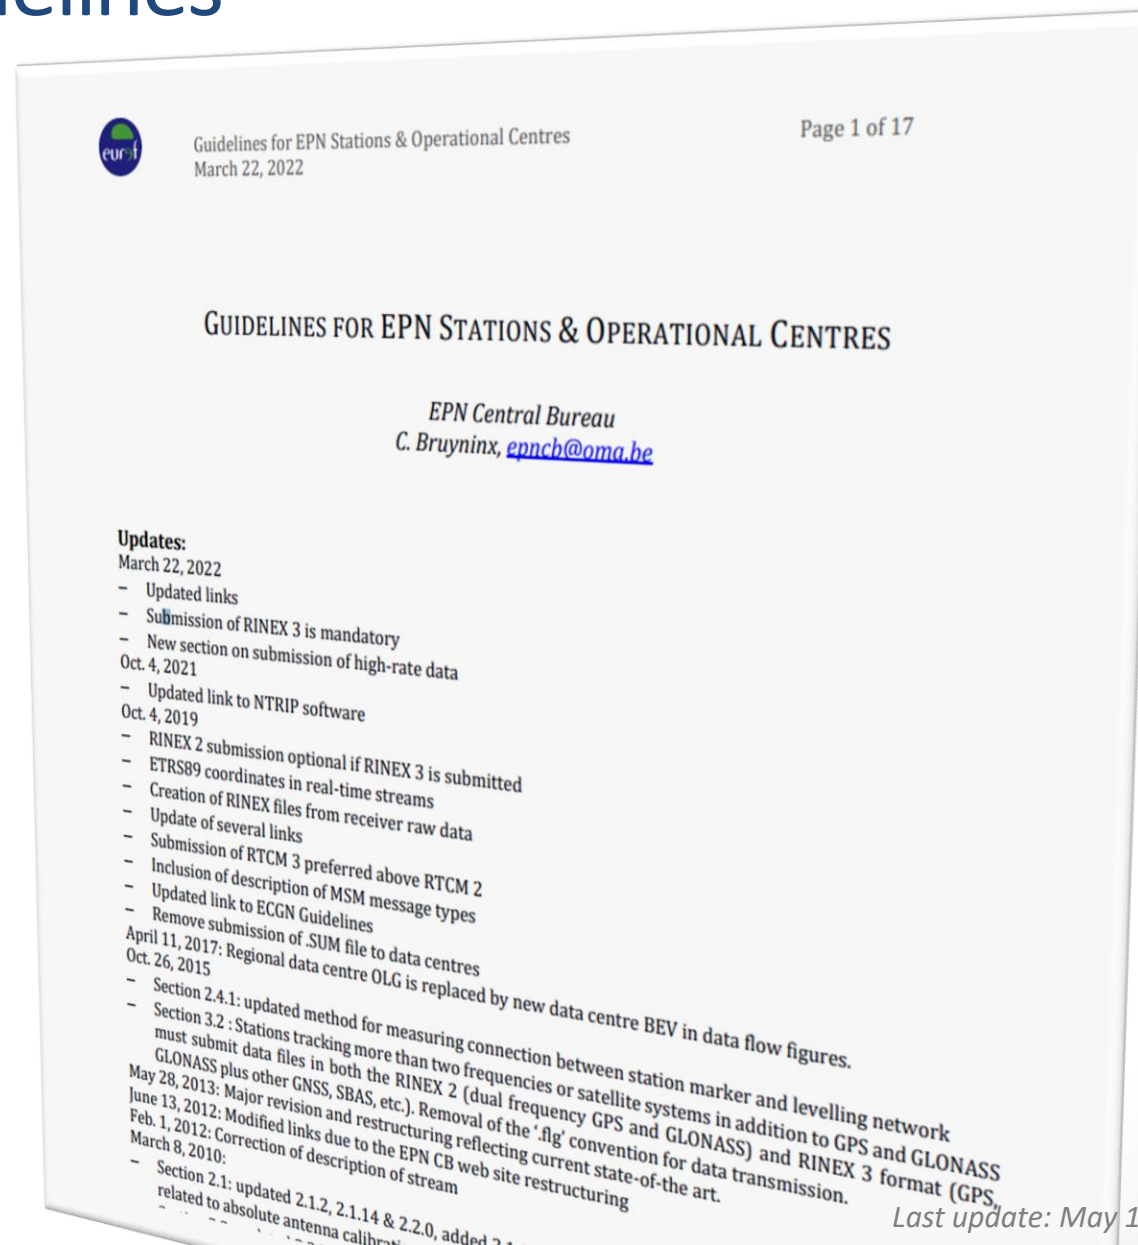 Guidelines for EPN Stations & Operational Centres
Page 1 of 17
March 22, 2022
GUIDELINES FOR EPN STATIONS & OPERATIONAL CENTRES
EPN Central Bureau
C. Bruyninx, epncb@oma.be
Updates:
March 22, 2022
– Updated links
– Submission of RINEX 3 is mandatory
– New section on submission of high-rate data
Oct. 4, 2021
– Updated link to NTRIP software
Oct. 4, 2019
– RINEX 2 submission optional if RINEX 3 is submitted
– ETRS89 coordinates in real-time streams
– Creation of RINEX files from receiver raw data
– Update of several links
– Submission of RTCM 3 preferred above RTCM 2
– Inclusion of description of MSM message types
– Updated link to ECGN Guidelines
– Remove submission of .SUM file to data centres
April 11, 2017: Regional data centre OLG is replaced by new data centre BEV in data flow figures.
Oct. 26, 2015
– Section 2.4.1: updated method for measuring connection between station marker and levelling network
– Section 3.2 : Stations tracking more than two frequencies or satellite systems in addition to GPS and GLONASS
must submit data files in both the RINEX 2 (dual frequency GPS and GLONASS) and RINEX 3 format (GPS,
GLONASS plus other GNSS, SBAS, etc.). Removal of the '.flg' convention for data transmission.
May 28, 2013: Major revision and restructuring reflecting current state-of-the art.
June 13, 2012: Modified links due to the EPN CB web site restructuring
Feb. 1, 2012: Correction of description of stream
March 8, 2010:
– Section 2.1: updated 2.1.2, 2.1.14 & 2.2.0, added
related to absolute antenna
Last update: May 1